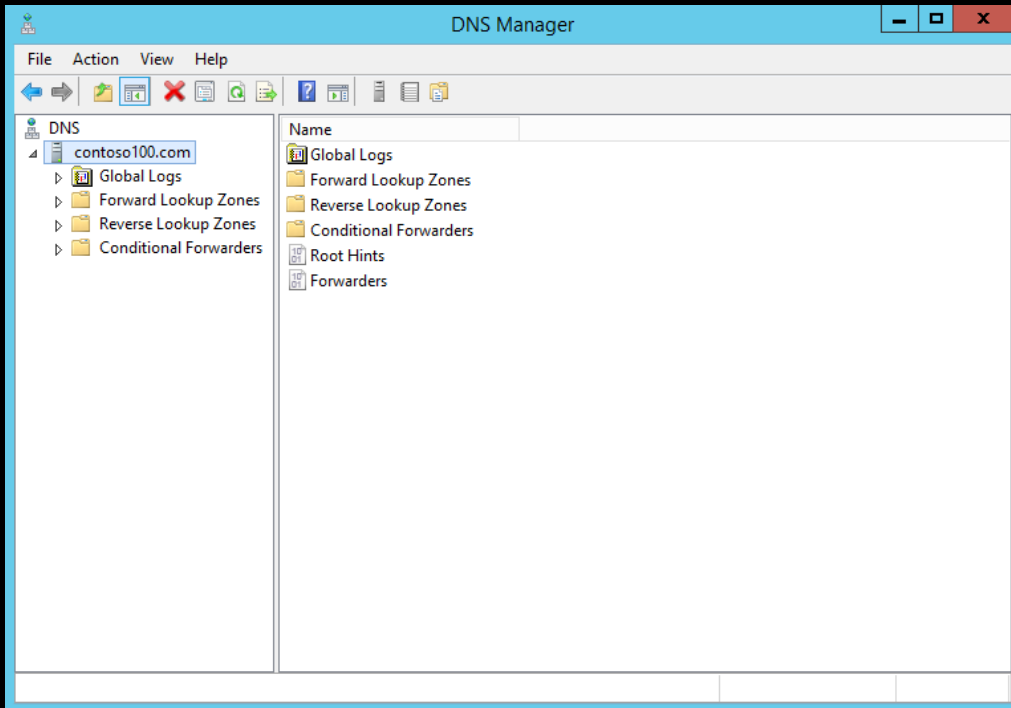 DNS Manager
File Action View Help
DNS
contoso100.com
Global Logs
Forward Lookup Zones
Reverse Lookup Zones
Conditional Forwarders
Name
Global Logs
Forward Lookup Zones
Reverse Lookup Zones
Conditional Forwarders
Root Hints
Forwarders